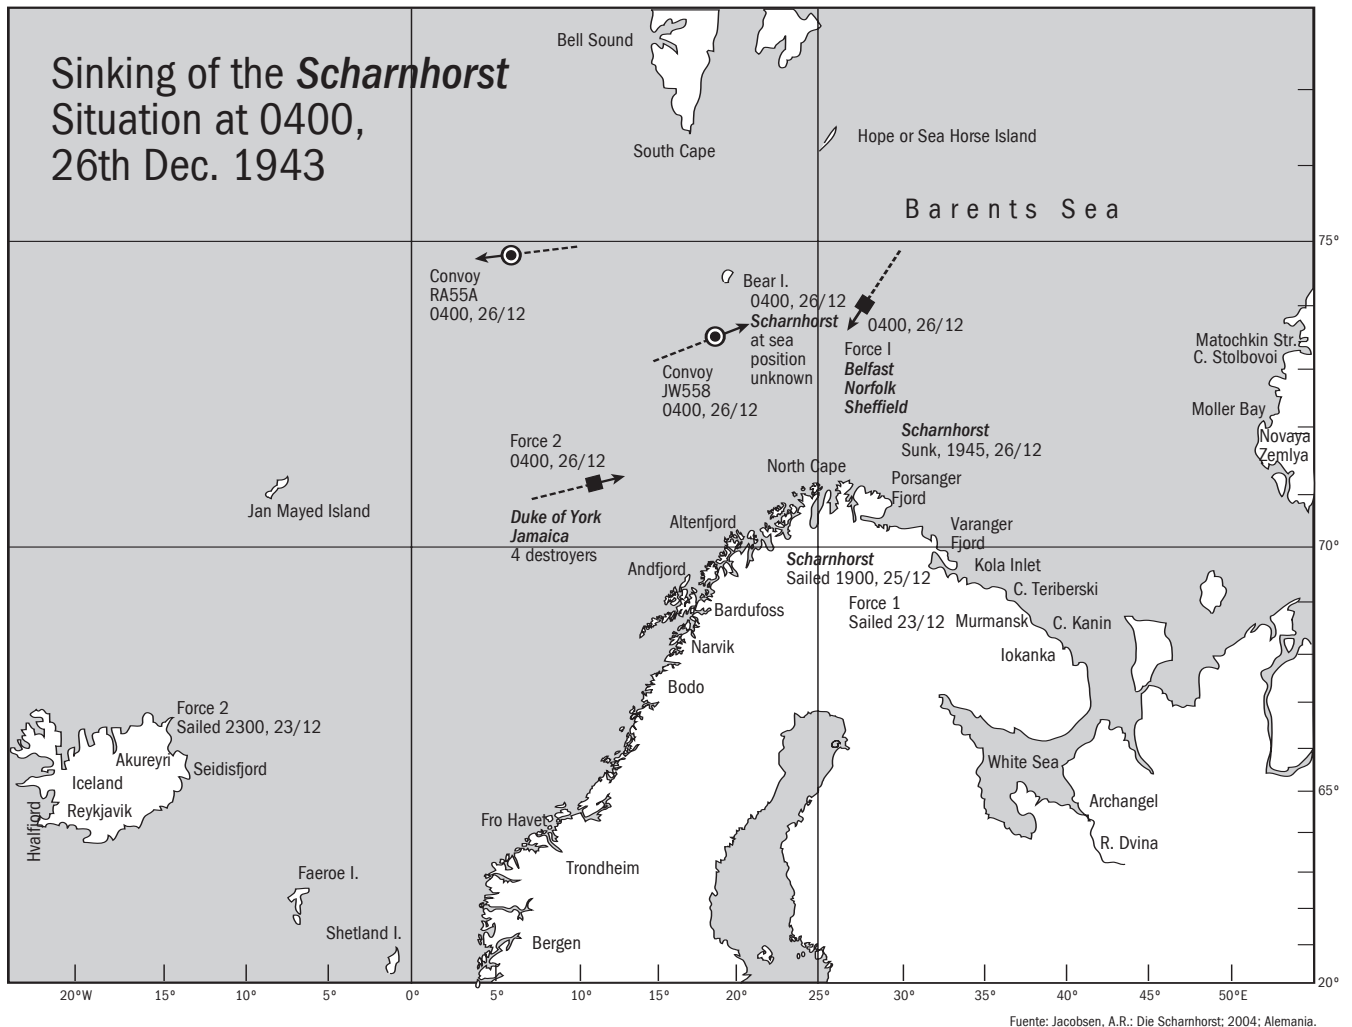 Sinking of the Scharnhorst
Situation at 0400,
26th Dec. 1943
Bell Sound
South Cape
Hope or Sea Horse Island
Barents Sea
75°
Convoy
RA55A
0400, 26/12
Bear I.
0400, 26/12
Scharnhorst
at sea
position
unknown
0400, 26/12
Force I
Belfast
Norfolk
Sheffield
Convoy
JW558
0400, 26/12
Matochkin Str.
C. Stolbovoi
Moller Bay
Novaya
Zemlya
Scharnhorst
Sunk, 1945, 26/12
Force 2
0400, 26/12
North Cape
Porsanger
Fjord
Jan Mayed Island
Duke of York
Jamaica
4 destroyers
Altenfjord
Varanger
Fjord
70°
Scharnhorst
Sailed 1900, 25/12
Andfjord
Kola Inlet
C. Teriberski
Force 1
Sailed 23/12
Bardufoss
Murmansk
C. Kanin
Narvik
Iokanka
Bodo
Force 2
Sailed 2300, 23/12
Akureyri
Seidisfjord
Iceland
Reykjavik
Hvalfjord
White Sea
65°
Archangel
Fro Havet
R. Dvina
Trondheim
Faeroe I.
Shetland I.
Bergen
20°
20°W
15°
10°
5°
0°
5°
10°
15°
20°
25°
30°
35°
40°
45°
50°E
Fuente: Jacobsen, A.R.: Die Scharnhorst; 2004; Alemania.